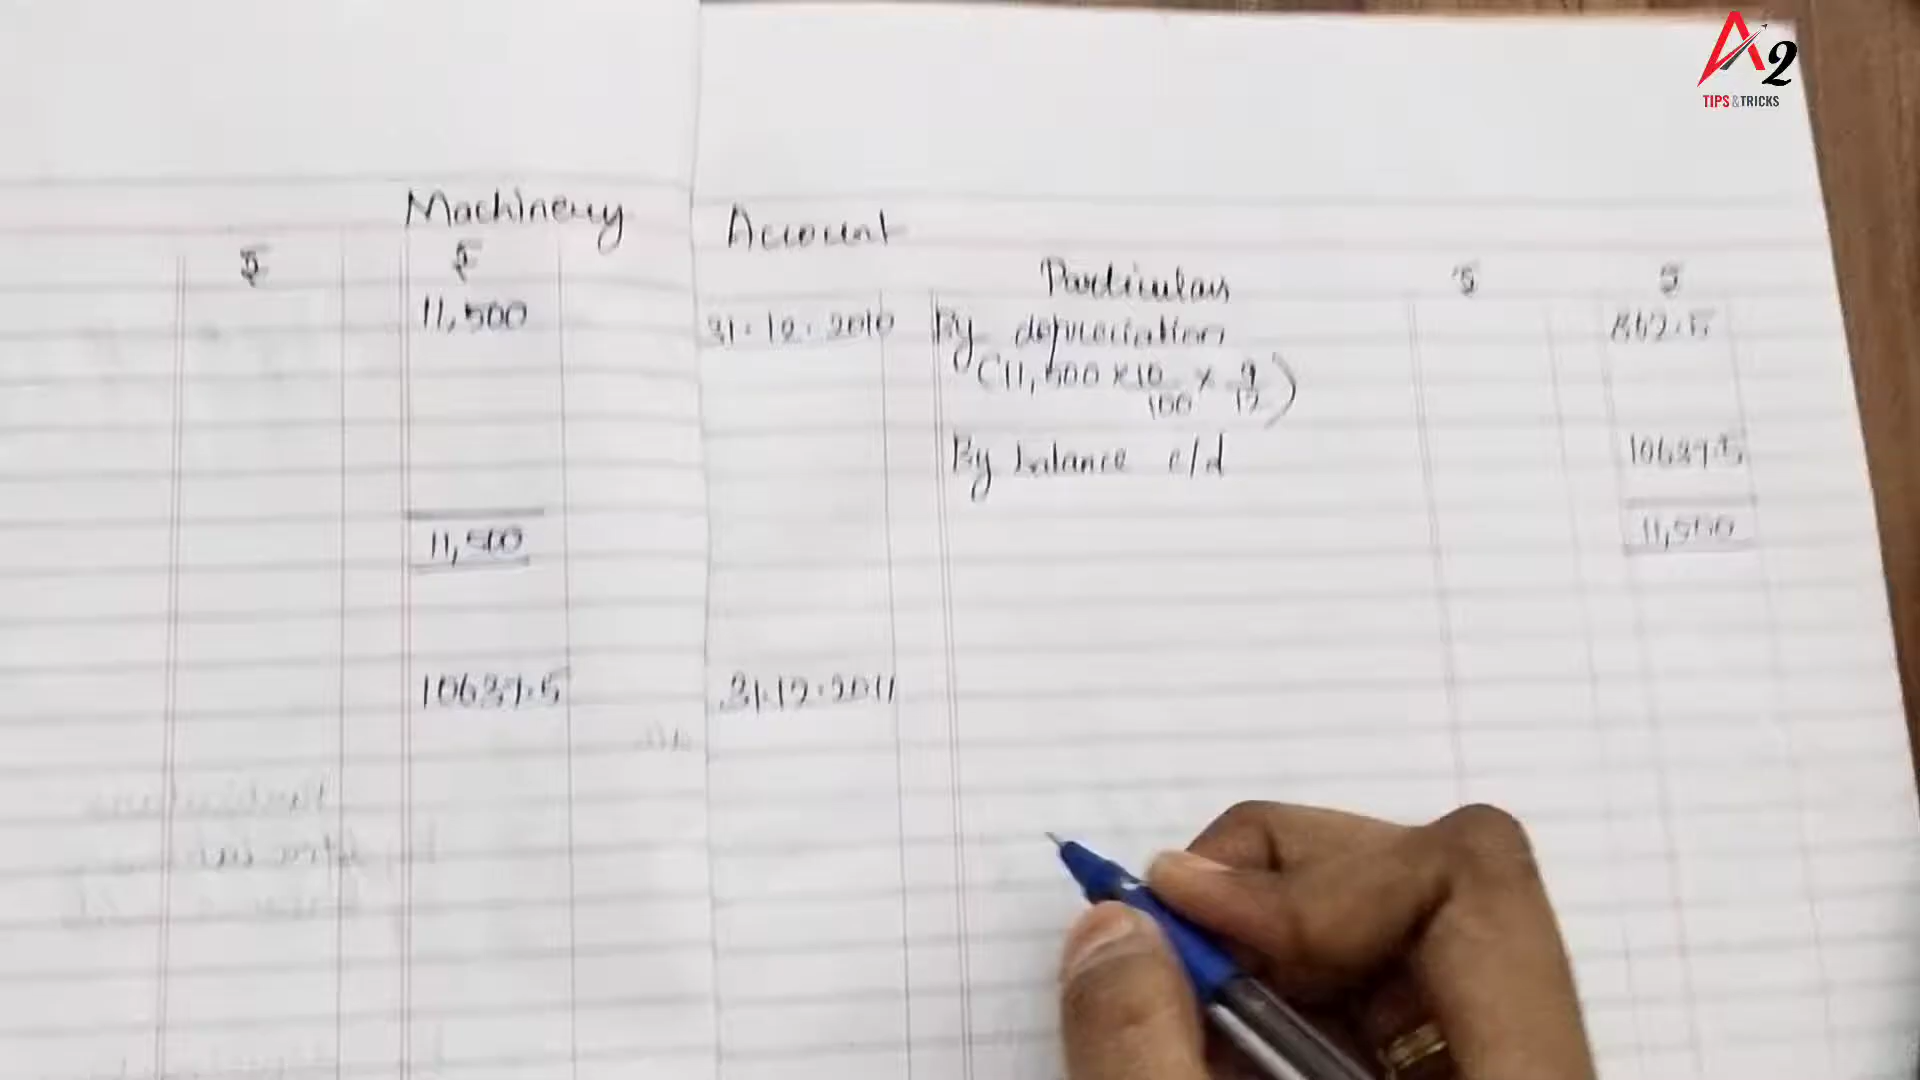 A2
TIPS&TRICKS
Machinery Account
₹ ₹ Particulars ₹ ₹
11,500 31.12.2010 By depreciation 862.5
(11,500 × 10/100 × 9/12)
By balance c/d 10637.5
11,500 11,500
10637.5 31.12.2011